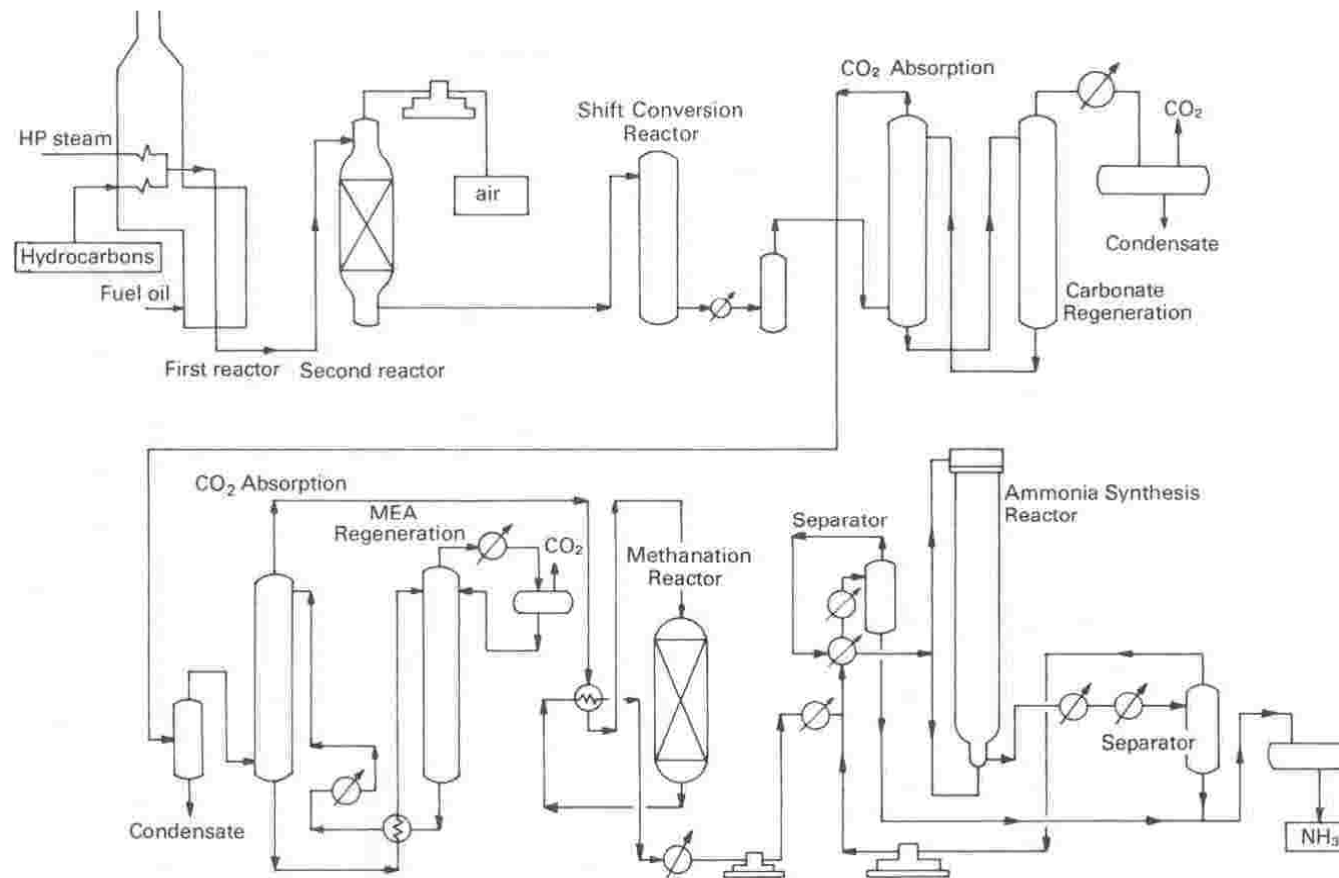 CO₂ Absorption
Shift Conversion
Reactor
HP steam
CO₂
air
Hydrocarbons
Condensate
Fuel oil
Carbonate
Regeneration
First reactor
Second reactor
CO₂ Absorption
MEA
Regeneration
CO₂
Methanation
Reactor
Separator
Ammonia Synthesis
Reactor
Separator
Condensate
NH₃